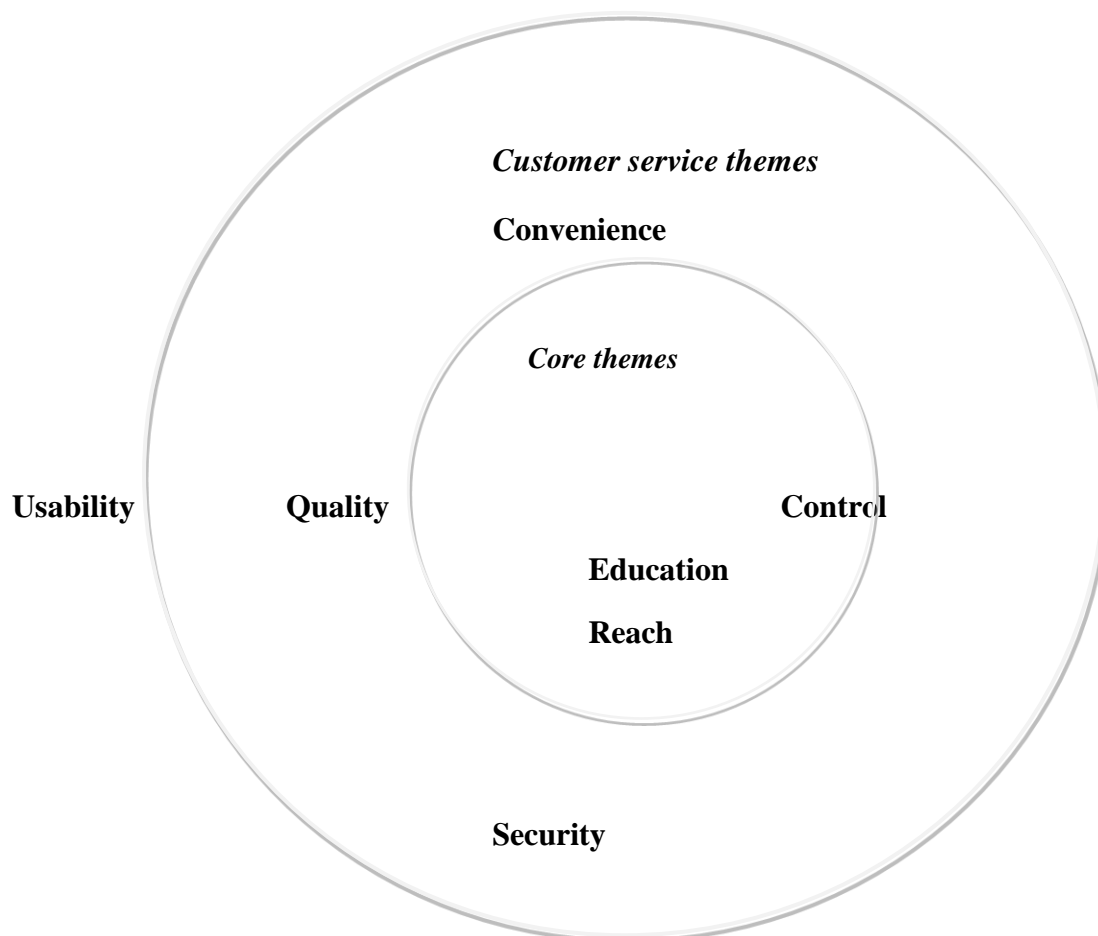 Customer service themes
Convenience
Core themes
Usability Quality Control
Education
Reach
Security